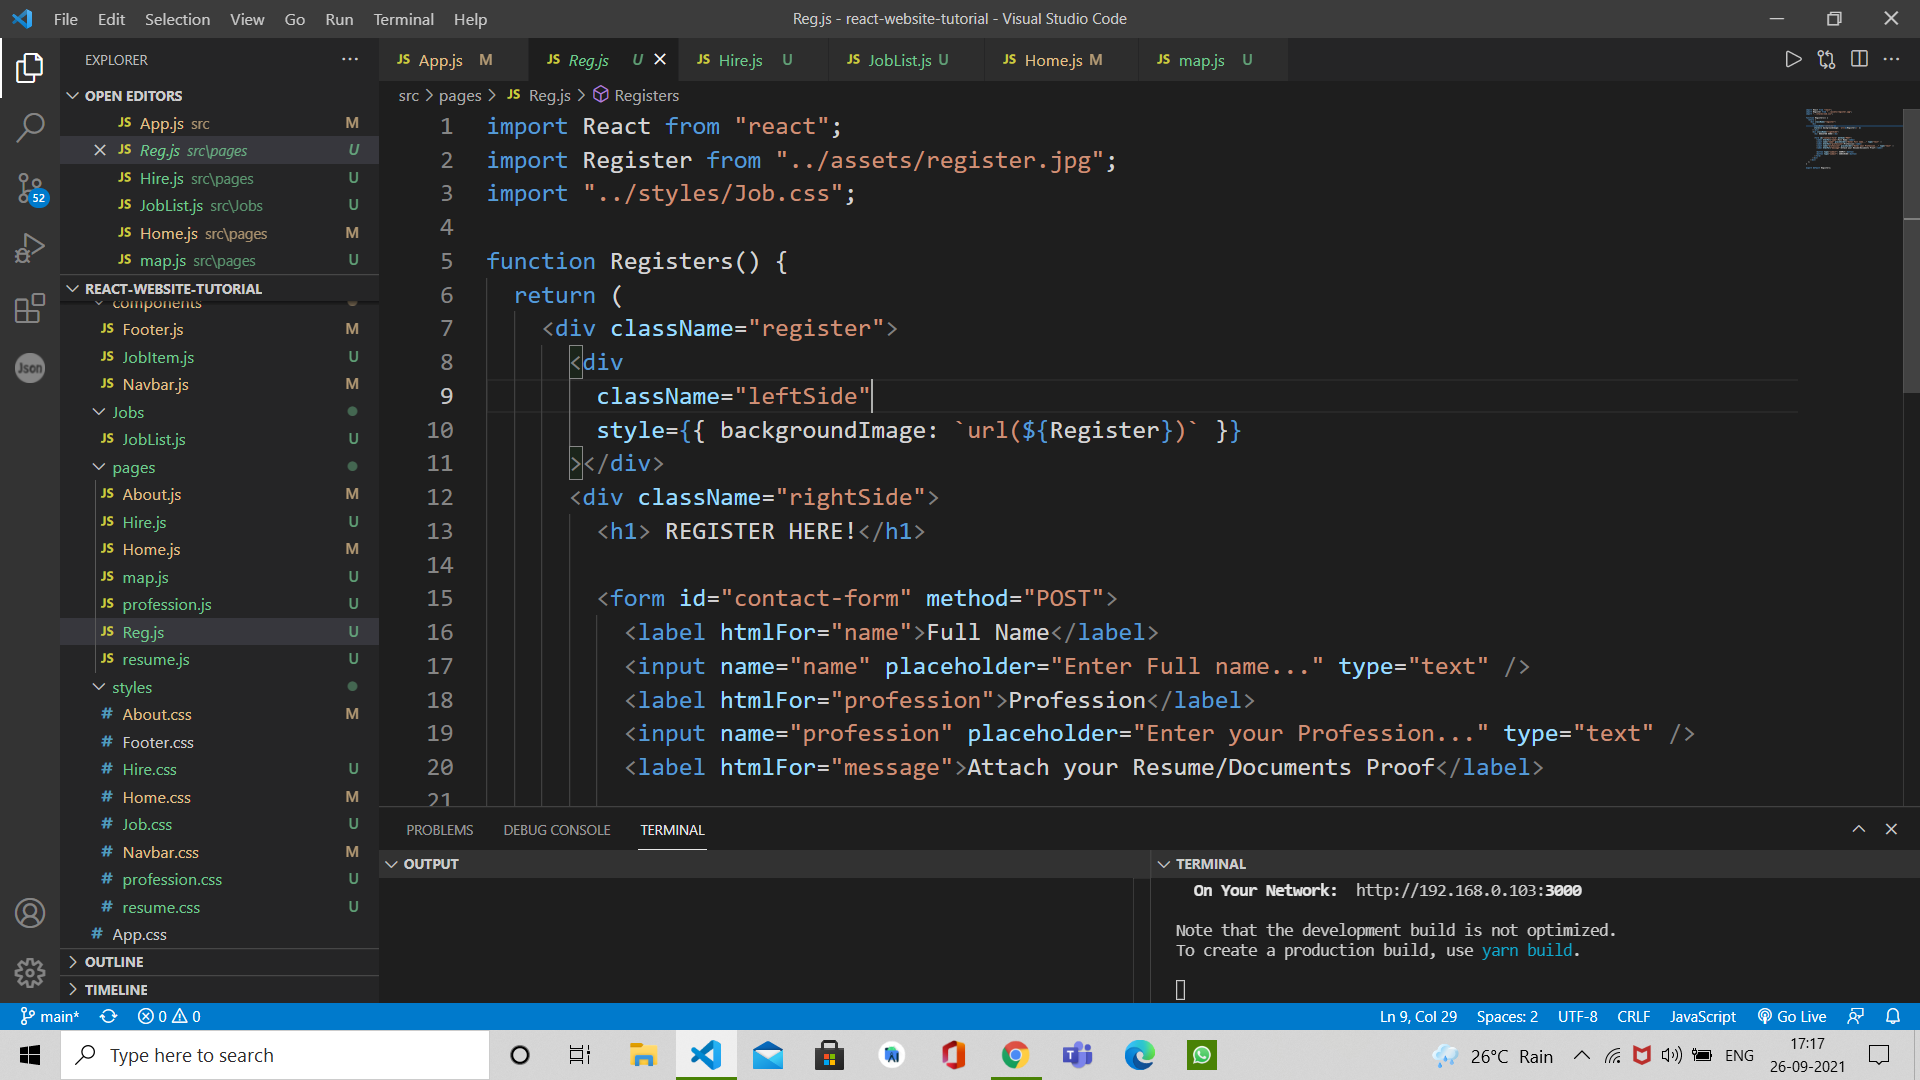 File Edit Selection View Go Run Terminal Help
Reg.js - react-website-tutorial - Visual Studio Code
EXPLORER
OPEN EDITORS
JS App.js src M
JS Reg.js src\pages U
JS Hire.js src\pages U
JS JobList.js src\Jobs U
JS Home.js src\pages M
JS map.js src\pages U
REACT-WEBSITE-TUTORIAL
components
JS Footer.js M
JS JobItem.js U
JS Navbar.js M
Jobs
JS JobList.js U
pages
JS About.js M
JS Hire.js U
JS Home.js M
JS map.js U
JS profession.js U
JS Reg.js U
JS resume.js U
styles
# About.css M
# Footer.css
# Hire.css U
# Home.css M
# Job.css U
# Navbar.css M
# profession.css U
# resume.css U
# App.css
OUTLINE
TIMELINE
52
Json
JS App.js M JS Reg.js U JS Hire.js U JS JobList.js U JS Home.js M JS map.js U
src > pages > JS Reg.js > Registers
1 import React from "react";
2 import Register from "../assets/register.jpg";
3 import "../styles/Job.css";
4
5 function Registers() {
6 return (
7 <div className="register">
8 <div
9 className="leftSide"
10 style={{ backgroundImage: `url(${Register})` }}
11 ></div>
12 <div className="rightSide">
13 <h1> REGISTER HERE!</h1>
14
15 <form id="contact-form" method="POST">
16 <label htmlFor="name">Full Name</label>
17 <input name="name" placeholder="Enter Full name..." type="text" />
18 <label htmlFor="profession">Profession</label>
19 <input name="profession" placeholder="Enter your Profession..." type="text" />
20 <label htmlFor="message">Attach your Resume/Documents Proof</label>
21
PROBLEMS DEBUG CONSOLE TERMINAL
OUTPUT
TERMINAL
On Your Network: http://192.168.0.103:3000
Note that the development build is not optimized.
To create a production build, use yarn build.
main* 0 0
Ln 9, Col 29 Spaces: 2 UTF-8 CRLF JavaScript Go Live
Type here to search
26°C Rain
ENG
17:17
26-09-2021